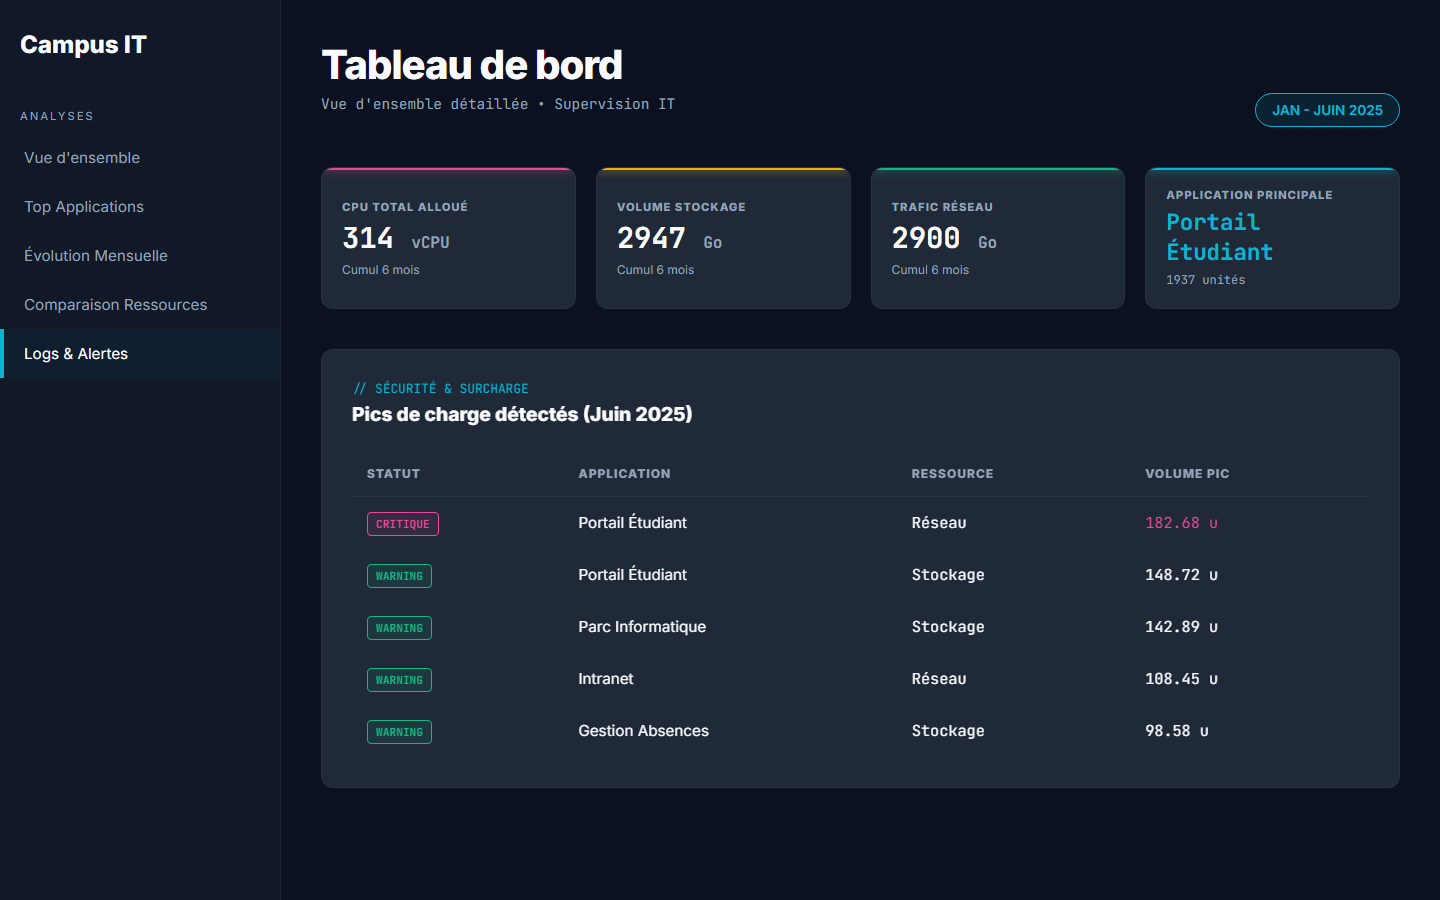 Campus IT
ANALYSES
Vue d'ensemble
Top Applications
Évolution Mensuelle
Comparaison Ressources
Logs & Alertes
Tableau de bord
Vue d'ensemble détaillée • Supervision IT
JAN - JUIN 2025
CPU TOTAL ALLOUÉ
314 vCPU
Cumul 6 mois
VOLUME STOCKAGE
2947 Go
Cumul 6 mois
TRAFIC RÉSEAU
2900 Go
Cumul 6 mois
APPLICATION PRINCIPALE
Portail
Étudiant
1937 unités
// SÉCURITÉ & SURCHARGE
Pics de charge détectés (Juin 2025)
STATUT APPLICATION RESSOURCE VOLUME PIC
CRITIQUE Portail Étudiant Réseau 182.68 u
WARNING Portail Étudiant Stockage 148.72 u
WARNING Parc Informatique Stockage 142.89 u
WARNING Intranet Réseau 108.45 u
WARNING Gestion Absences Stockage 98.58 u